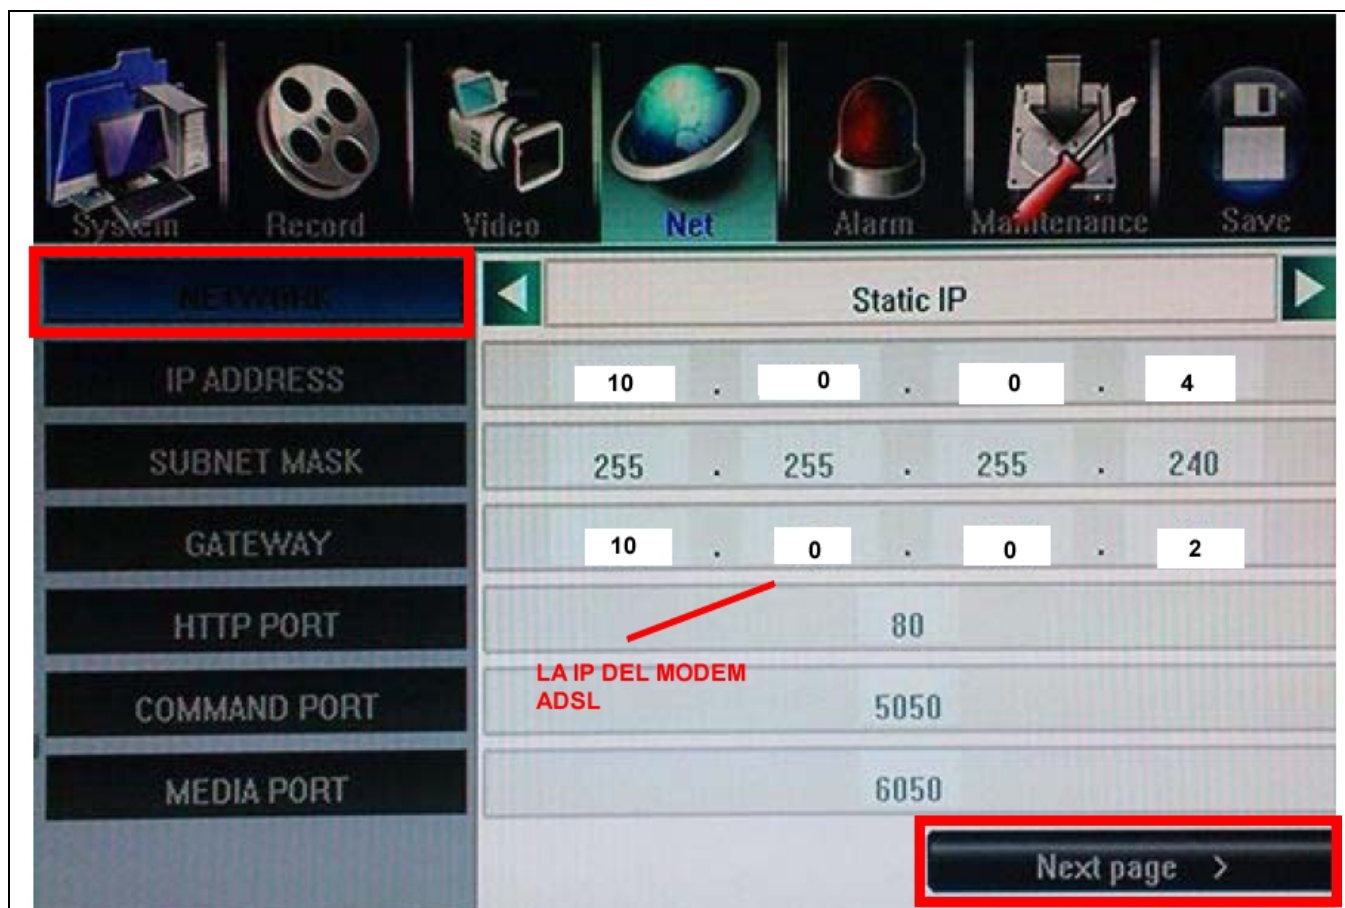 System Record Video Net Alarm Maintenance Save
NETWORK Static IP
IP ADDRESS 10 . 0 . 0 . 4
SUBNET MASK 255 . 255 . 255 . 240
GATEWAY 10 . 0 . 0 . 2
HTTP PORT 80
LA IP DEL MODEM
ADSL
COMMAND PORT 5050
MEDIA PORT 6050
Next page >